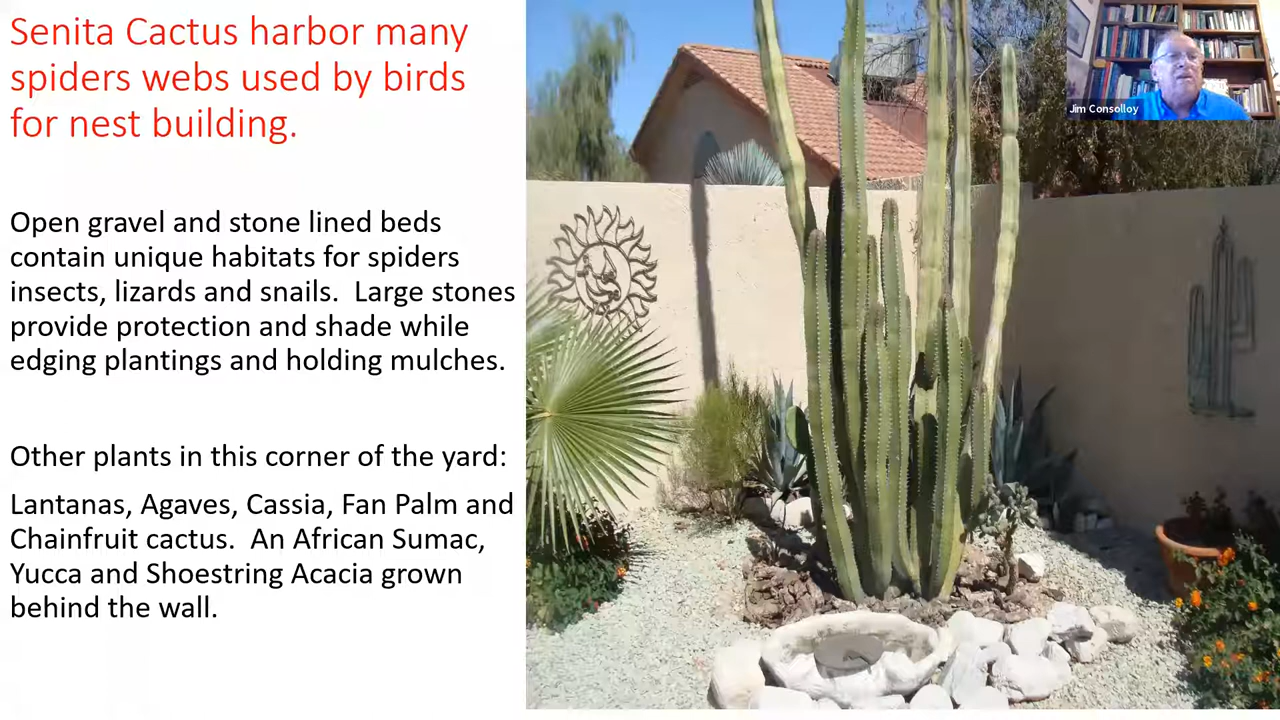 Senita Cactus harbor many
spiders webs used by birds
for nest building.
Open gravel and stone lined beds
contain unique habitats for spiders
insects, lizards and snails.  Large stones
provide protection and shade while
edging plantings and holding mulches.
Other plants in this corner of the yard:
Lantanas, Agaves, Cassia, Fan Palm and
Chainfruit cactus.  An African Sumac,
Yucca and Shoestring Acacia grown
behind the wall.
Jim Consolloy